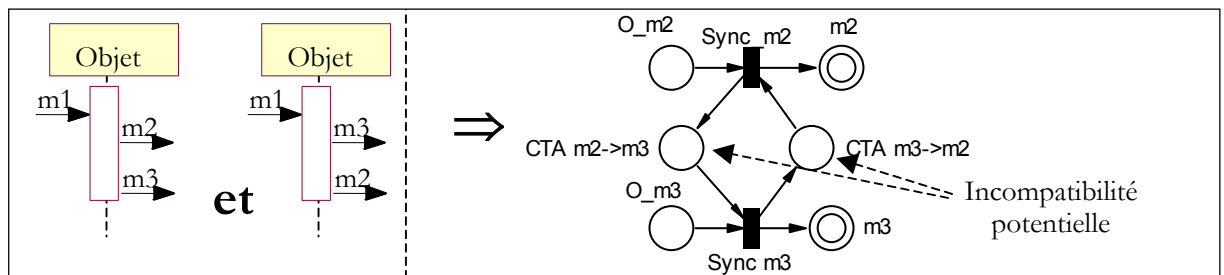 Objet
m1
m2
m3
et
Objet
m1
m3
m2
⇒
O_m2
Sync_m2
m2
CTA m2->m3
CTA m3->m2
O_m3
m3
Sync m3
Incompatibilité
potentielle